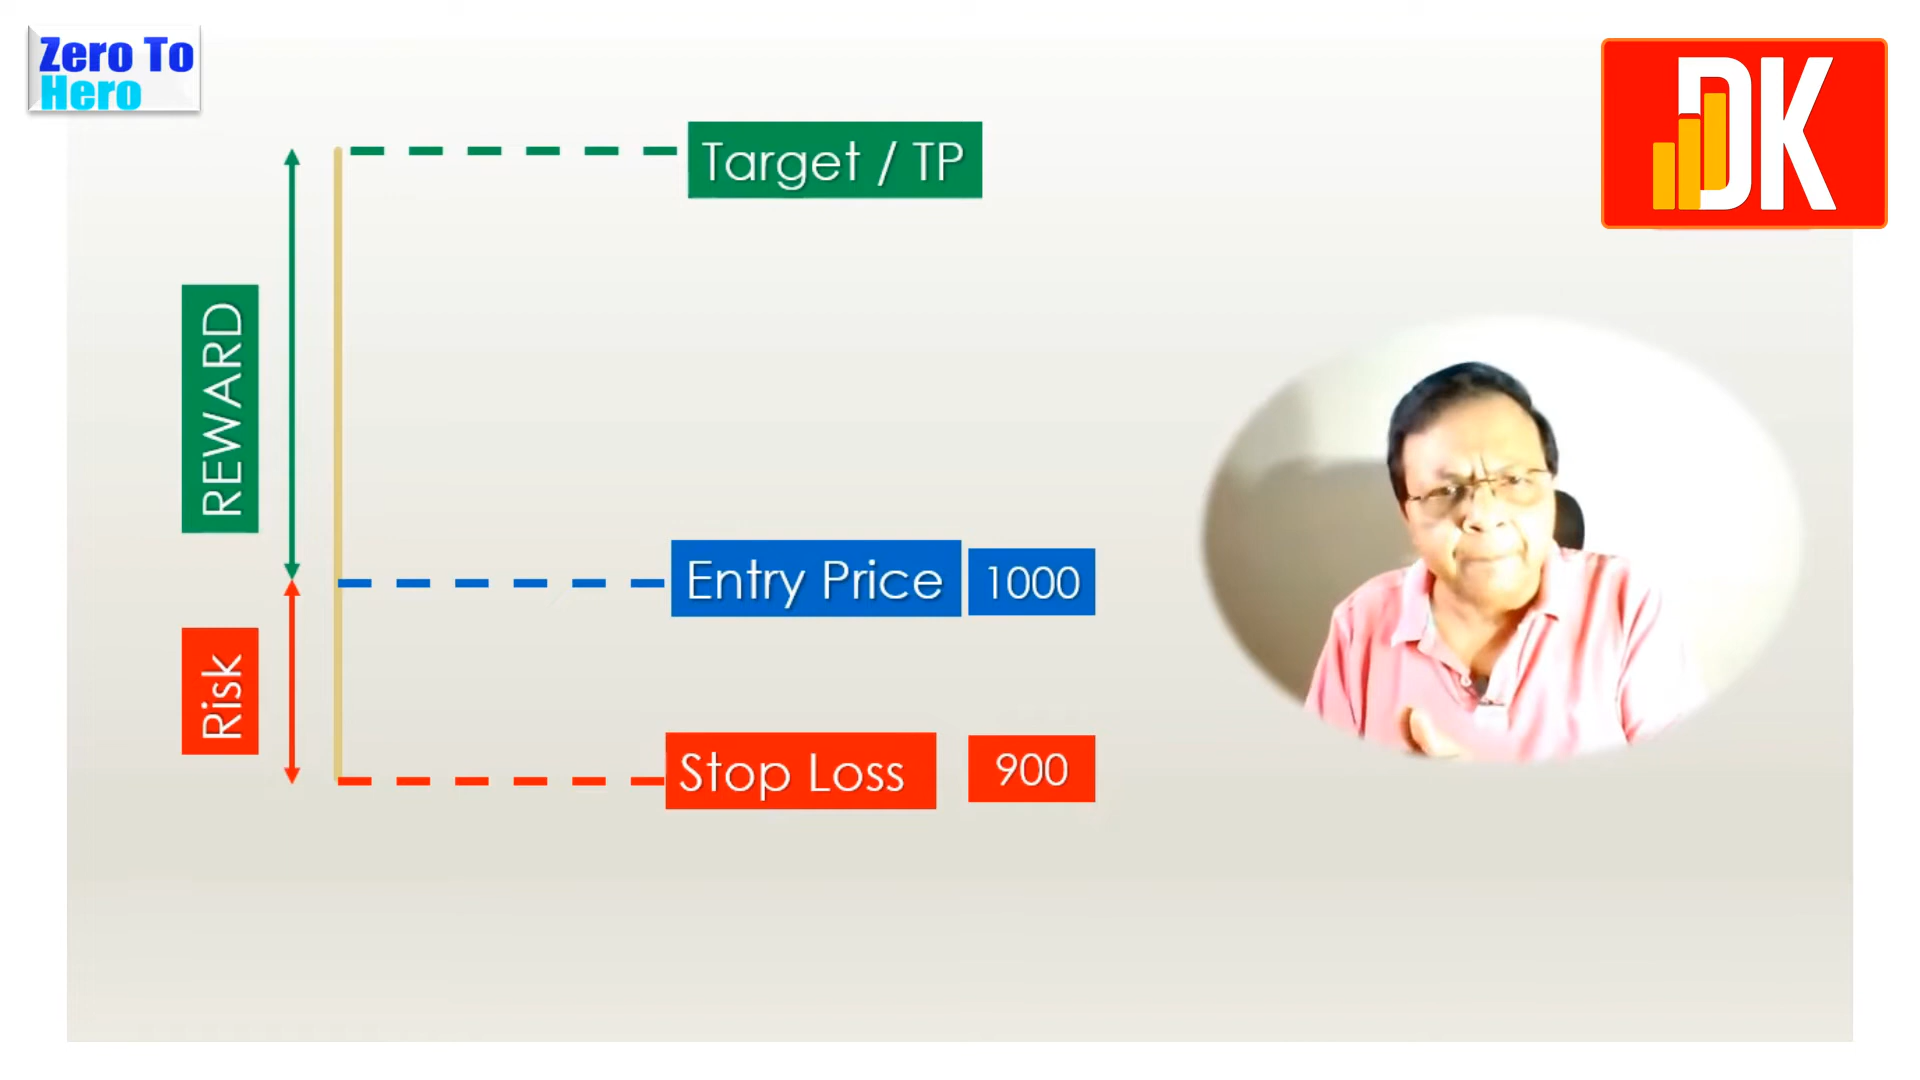 Zero To
Hero
DK
Target / TP
REWARD
Entry Price 1000
Risk
Stop Loss 900